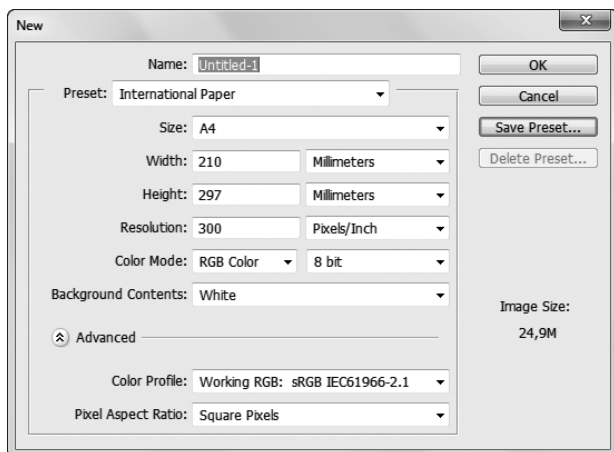 New
Name: Untitled-1
OK
Preset: International Paper
Cancel
Size: A4
Save Preset...
Width: 210 Millimeters
Delete Preset...
Height: 297 Millimeters
Resolution: 300 Pixels/Inch
Color Mode: RGB Color 8 bit
Background Contents: White
Image Size:
24,9M
Advanced
Color Profile: Working RGB: sRGB IEC61966-2.1
Pixel Aspect Ratio: Square Pixels